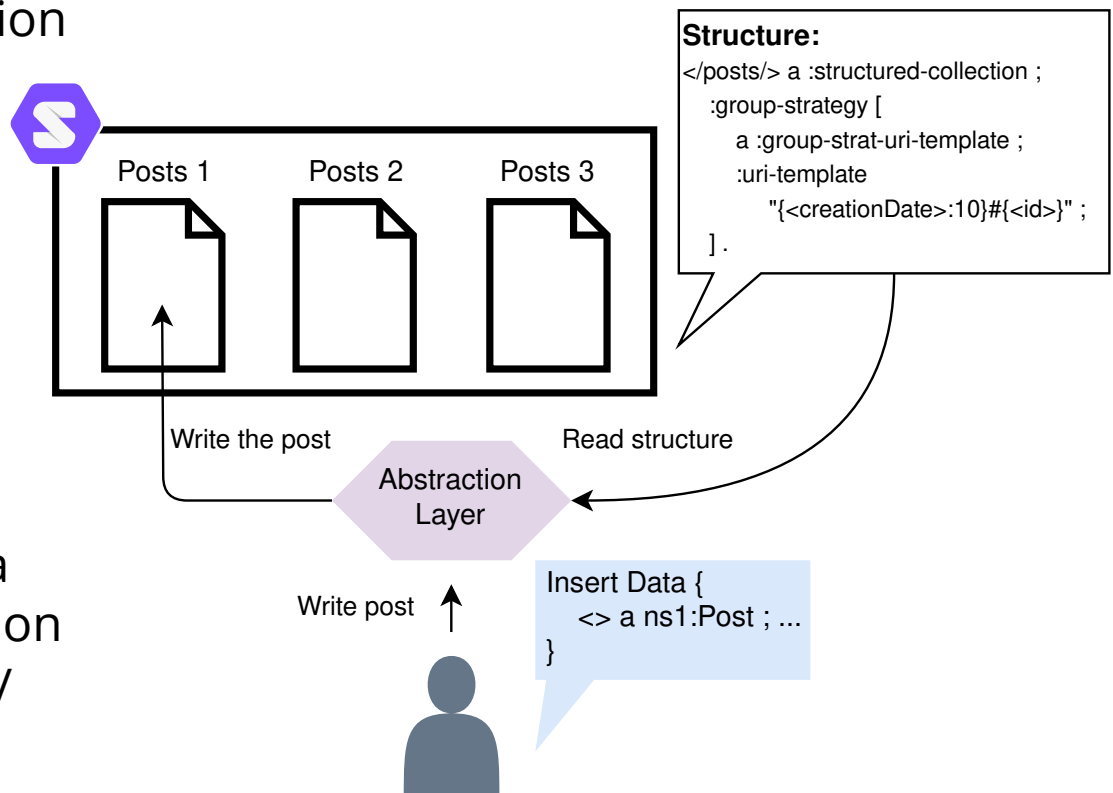 ion
Structure:
</posts/> a :structured-collection ;
:group-strategy [
a :group-strat-uri-template ;
:uri-template
"{<creationDate>:10}#{<id>}" ;
] .
Posts 1
Posts 2
Posts 3
Write the post
Read structure
Abstraction
Layer
a
on
y
Write post
Insert Data {
<> a ns1:Post ; ...
}